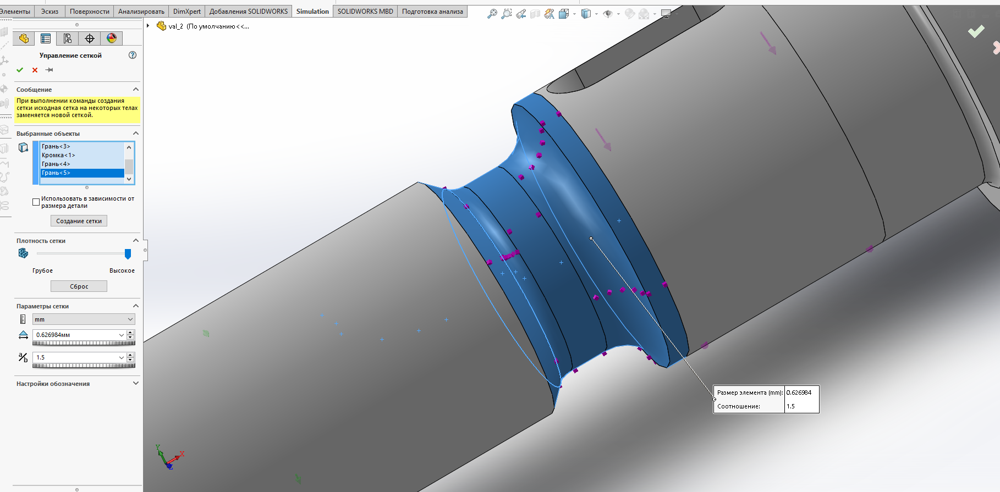 Элементы Эскиз Поверхности Анализировать DimXpert Добавления SOLIDWORKS Simulation SOLIDWORKS MBD Подготовка анализа
val_2 (По умолчанию<<...
Управление сеткой
?
Сообщение
При выполнении команды создания
сетки исходная сетка на некоторых телах
заменяется новой сеткой.
Выбранные объекты
Грань<3>
Кромка<1>
Грань<4>
Грань<5>
Использовать в зависимости от
размера детали
Создание сетки
Плотность сетки
Грубое Высокое
Сброс
Параметры сетки
mm
0.626984мм
a/b 1.5
Настройки обозначения
Размер элемента (mm): 0.626984
Соотношение: 1.5
Y X
Z